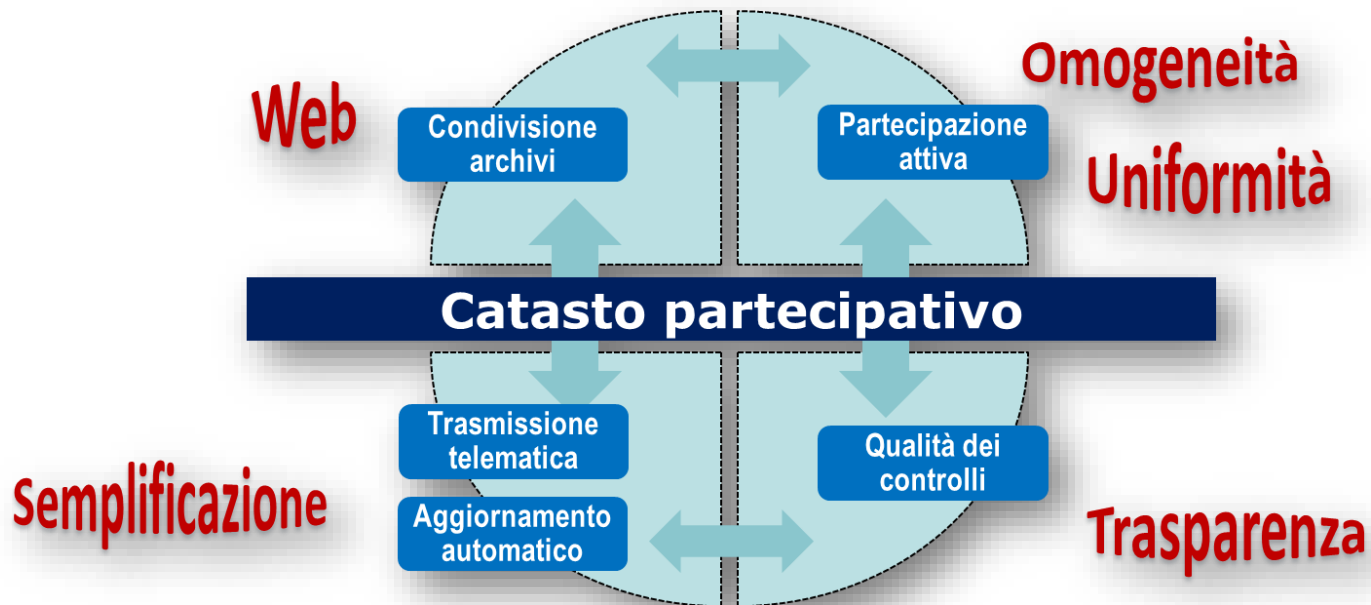 Web
Condivisione
archivi
Partecipazione
attiva
Omogeneità
Uniformità
Catasto partecipativo
Semplificazione
Trasmissione
telematica
Aggiornamento
automatico
Qualità dei
controlli
Trasparenza